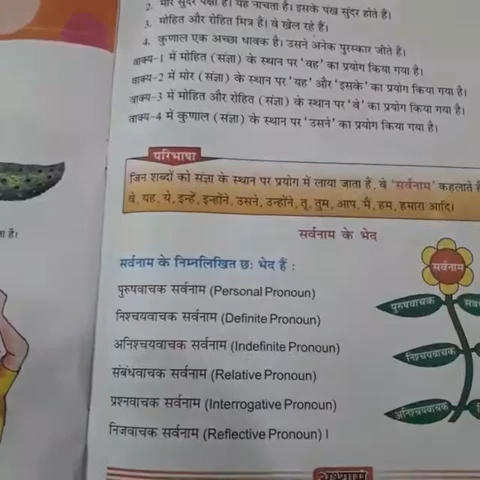 2. मोर सुंदर पक्षी है। यह नाचता है। इसके पंख सुंदर होते हैं।
3. मोहित और रोहित मित्र हैं। वे खेल रहे हैं।
4. कुणाल एक अच्छा धावक है। उसने अनेक पुरस्कार जीते हैं।
वाक्य-1 में मोहित (संज्ञा) के स्थान पर 'वह' का प्रयोग किया गया है।
वाक्य-2 में मोर (संज्ञा) के स्थान पर 'यह' और 'इसके' का प्रयोग किया गया है।
वाक्य-3 में मोहित और रोहित (संज्ञा) के स्थान पर 'वे' का प्रयोग किया गया है।
वाक्य-4 में कुणाल (संज्ञा) के स्थान पर 'उसने' का प्रयोग किया गया है।
परिभाषा
जिन शब्दों को संज्ञा के स्थान पर प्रयोग में लाया जाता है, वे 'सर्वनाम' कहलाते
वे, यह, ये, इन्हें, इन्होंने, उसने, उन्होंने, तू, तुम, आप, मैं, हम, हमारा आदि।
सर्वनाम के भेद
सर्वनाम के निम्नलिखित छः भेद हैं :
पुरुषवाचक सर्वनाम (Personal Pronoun)
निश्चयवाचक सर्वनाम (Definite Pronoun)
अनिश्चयवाचक सर्वनाम (Indefinite Pronoun)
संबंधवाचक सर्वनाम (Relative Pronoun)
प्रश्नवाचक सर्वनाम (Interrogative Pronoun)
निजवाचक सर्वनाम (Reflective Pronoun) ।
सर्वनाम
पुरुषवाचक
निश्चयवाचक
अनिश्चयवाचक
अभ्यास